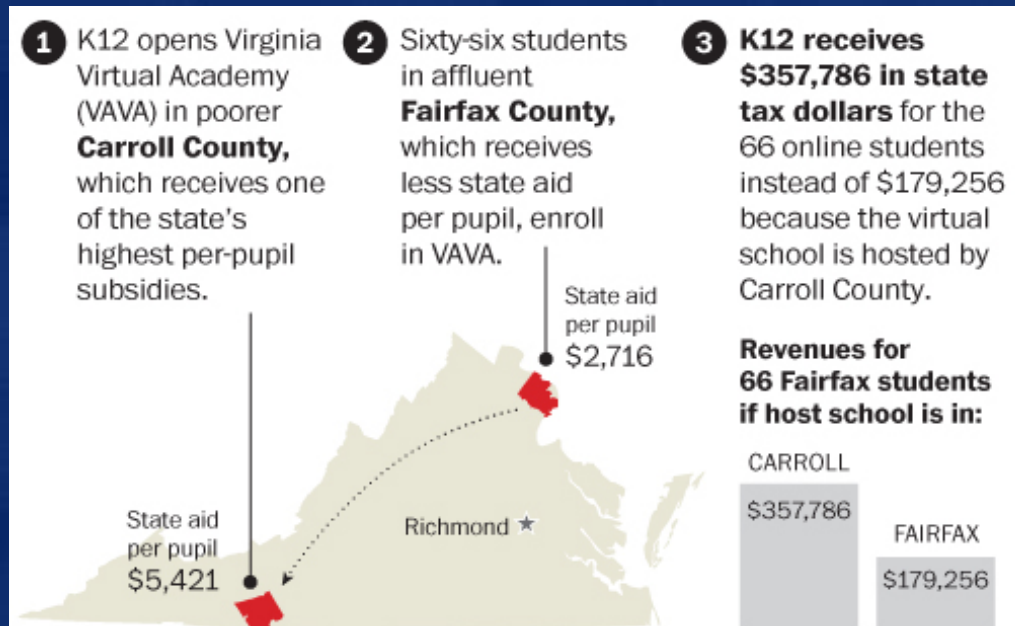 1 K12 opens Virginia
Virtual Academy
(VAVA) in poorer
Carroll County,
which receives one
of the state's
highest per-pupil
subsidies.
2 Sixty-six students
in affluent
Fairfax County,
which receives
less state aid
per pupil, enroll
in VAVA.
3 K12 receives
$357,786 in state
tax dollars for the
66 online students
instead of $179,256
because the virtual
school is hosted by
Carroll County.
State aid
per pupil
$2,716
State aid
per pupil
$5,421
Richmond
Revenues for
66 Fairfax students
if host school is in:
CARROLL
$357,786
FAIRFAX
$179,256